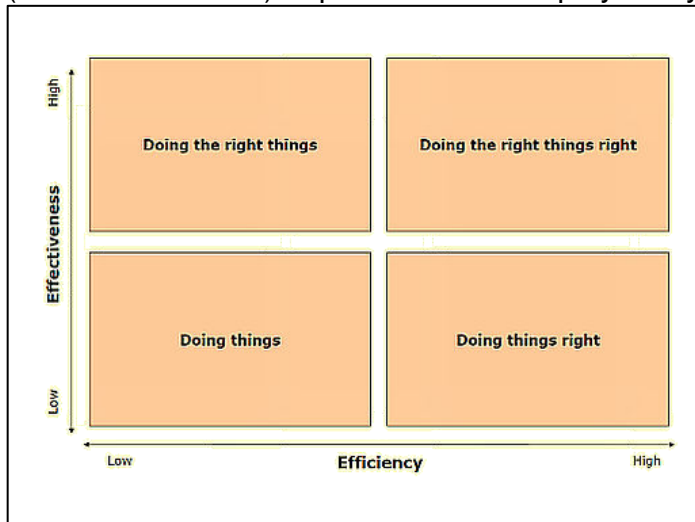 High
Doing the right things
Doing the right things right
Effectiveness
Doing things
Doing things right
Low
Low
Efficiency
High